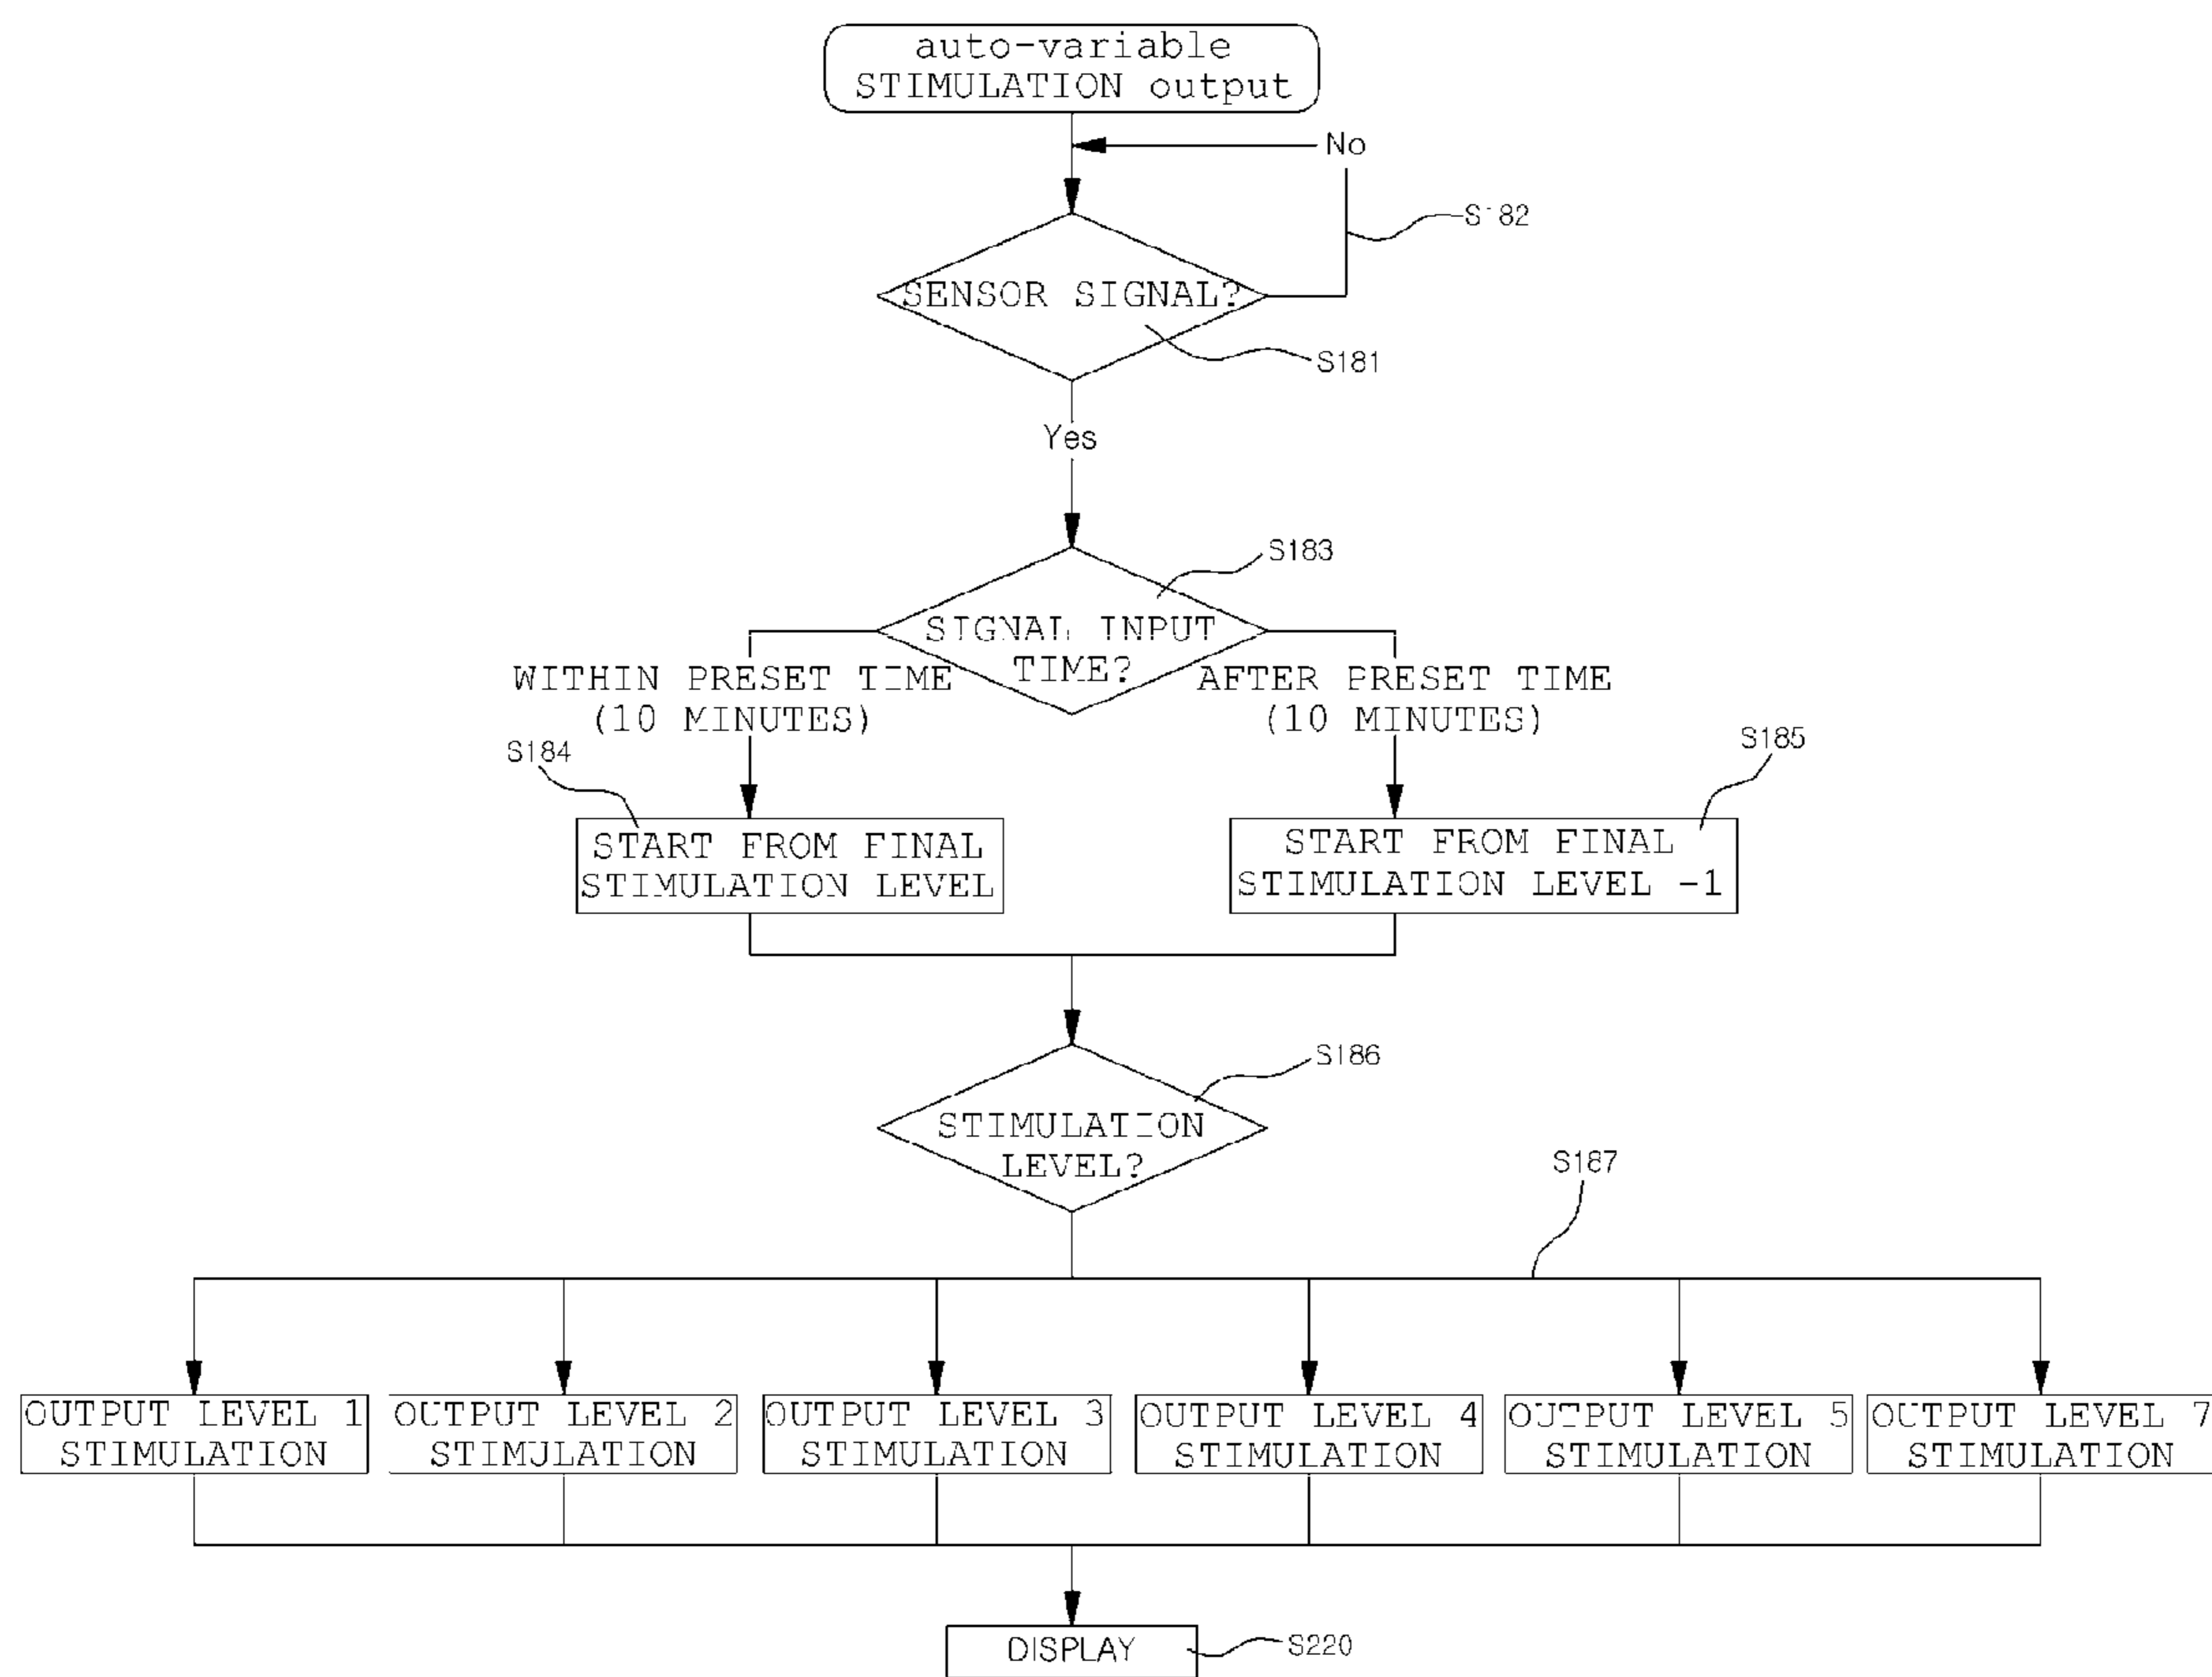 auto-variable
STIMULATION output
No
S182
SENSOR SIGNAL?
S181
Yes
S183
SIGNAL INPUT
TIME?
WITHIN PRESET TIME
(10 MINUTES)
AFTER PRESET TIME
(10 MINUTES)
S184
S185
START FROM FINAL
STIMULATION LEVEL
START FROM FINAL
STIMULATION LEVEL -1
S186
STIMULATION
LEVEL?
S187
OUTPUT LEVEL 1
STIMULATION
OUTPUT LEVEL 2
STIMULATION
OUTPUT LEVEL 3
STIMULATION
OUTPUT LEVEL 4
STIMULATION
OUTPUT LEVEL 5
STIMULATION
OUTPUT LEVEL 7
STIMULATION
DISPLAY
S220